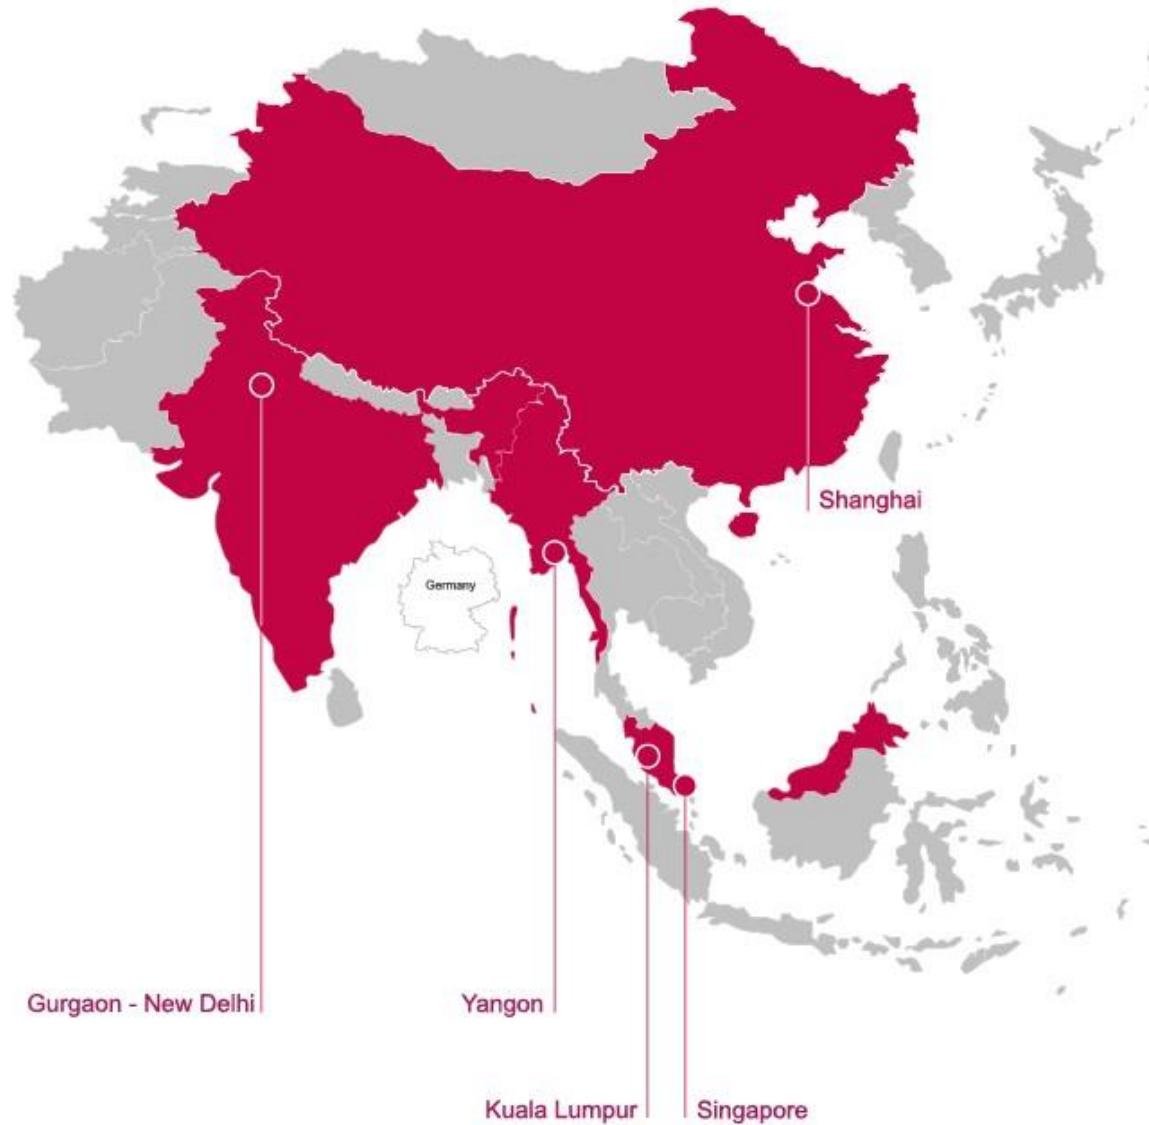 Shanghai
Germany
Gurgaon - New Delhi
Yangon
Kuala Lumpur
Singapore